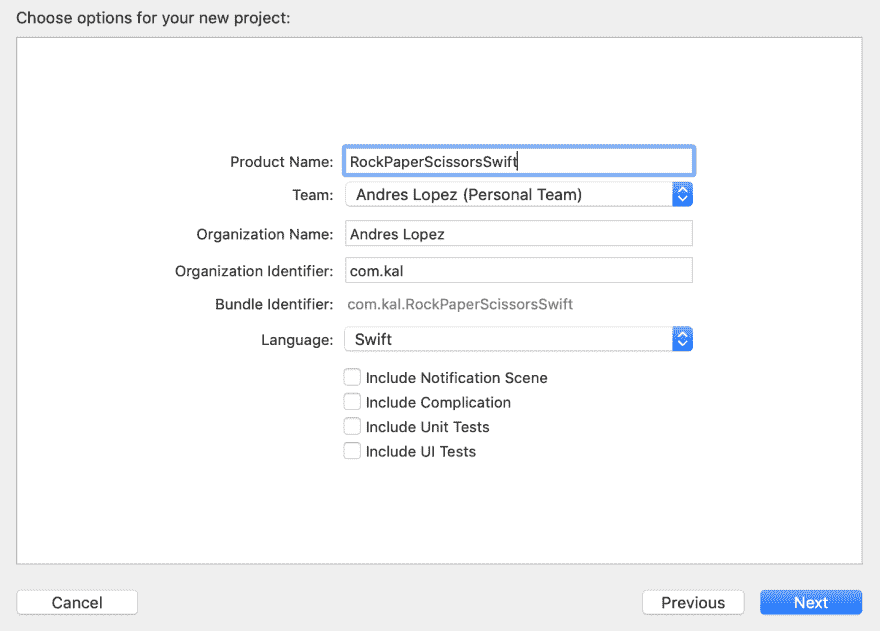 Choose options for your new project:
Product Name: RockPaperScissorsSwift
Team: Andres Lopez (Personal Team)
Organization Name: Andres Lopez
Organization Identifier: com.kal
Bundle Identifier: com.kal.RockPaperScissorsSwift
Language: Swift
Include Notification Scene
Include Complication
Include Unit Tests
Include UI Tests
Cancel Previous Next